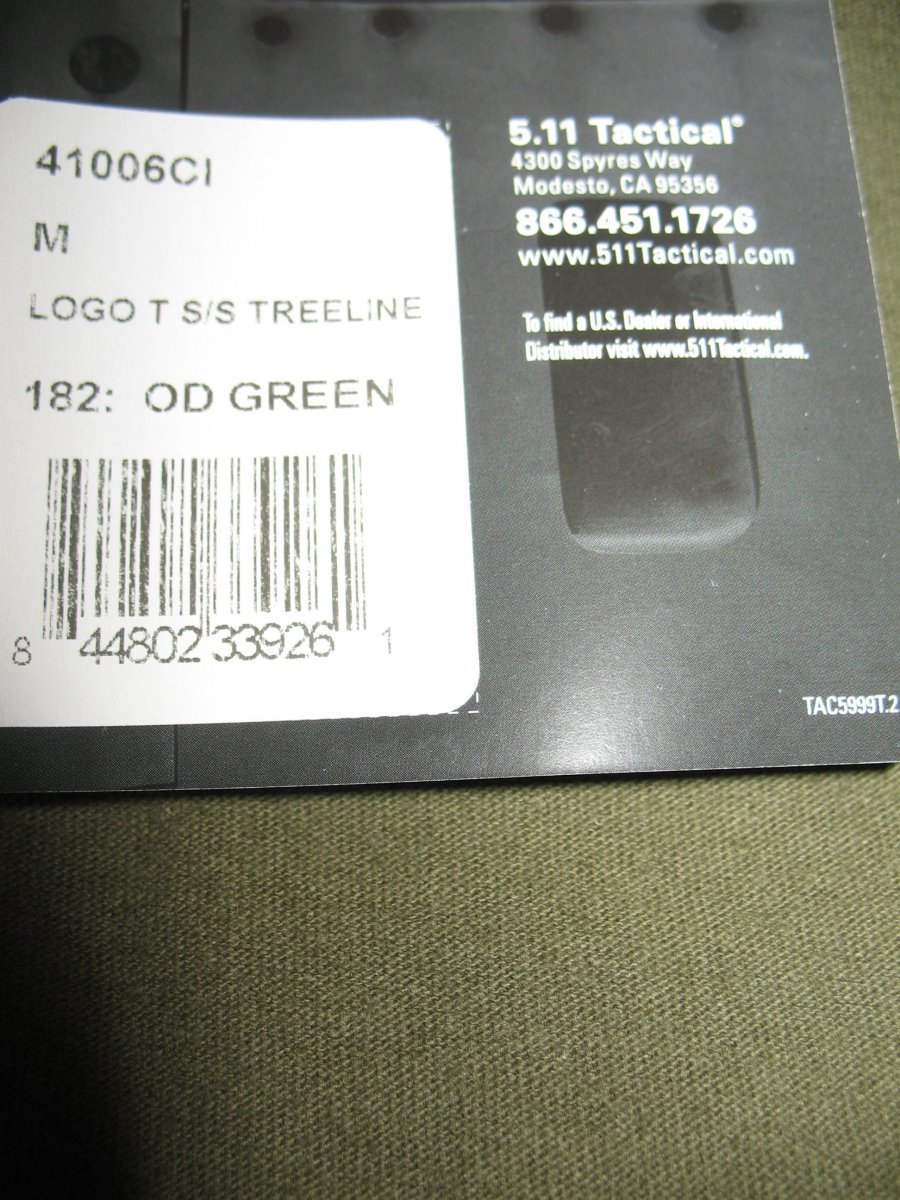 41006CI
M
LOGO T S/S TREELINE
182: OD GREEN
8 44802 33926 1
5.11 Tactical®
4300 Spyres Way
Modesto, CA 95356
866.451.1726
www.511Tactical.com
To find a U.S. Dealer or International
Distributor visit www.511Tactical.com.
TAC5999T.2